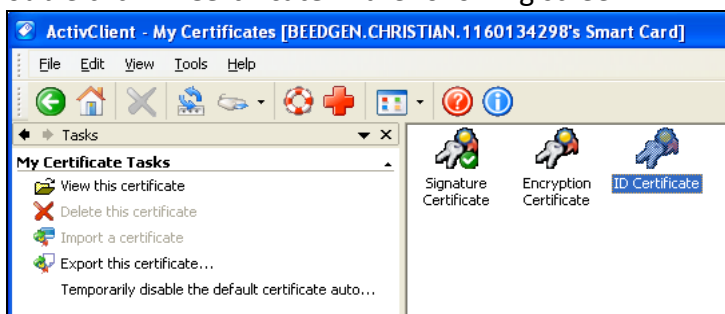 ActivClient - My Certificates [BEEDGEN.CHRISTIAN.1160134298's Smart Card]
File Edit View Tools Help
Tasks
My Certificate Tasks
View this certificate
Delete this certificate
Import a certificate
Export this certificate...
Temporarily disable the default certificate auto...
Signature
Certificate
Encryption
Certificate
ID Certificate